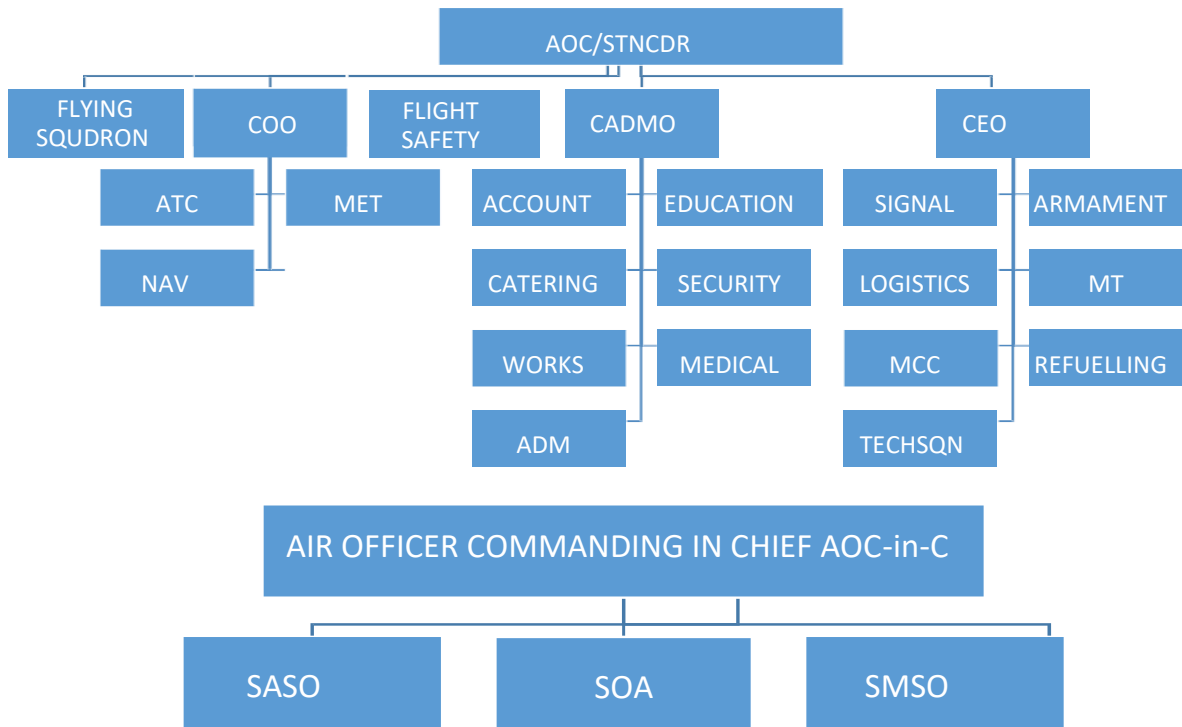 AOC/STNCDR
FLYING
SQUDRON
COO
FLIGHT
SAFETY
CADMO
CEO
ATC
MET
ACCOUNT
EDUCATION
SIGNAL
ARMAMENT
NAV
CATERING
SECURITY
LOGISTICS
MT
WORKS
MEDICAL
MCC
REFUELLING
ADM
TECHSQN
AIR OFFICER COMMANDING IN CHIEF AOC-in-C
SASO
SOA
SMSO